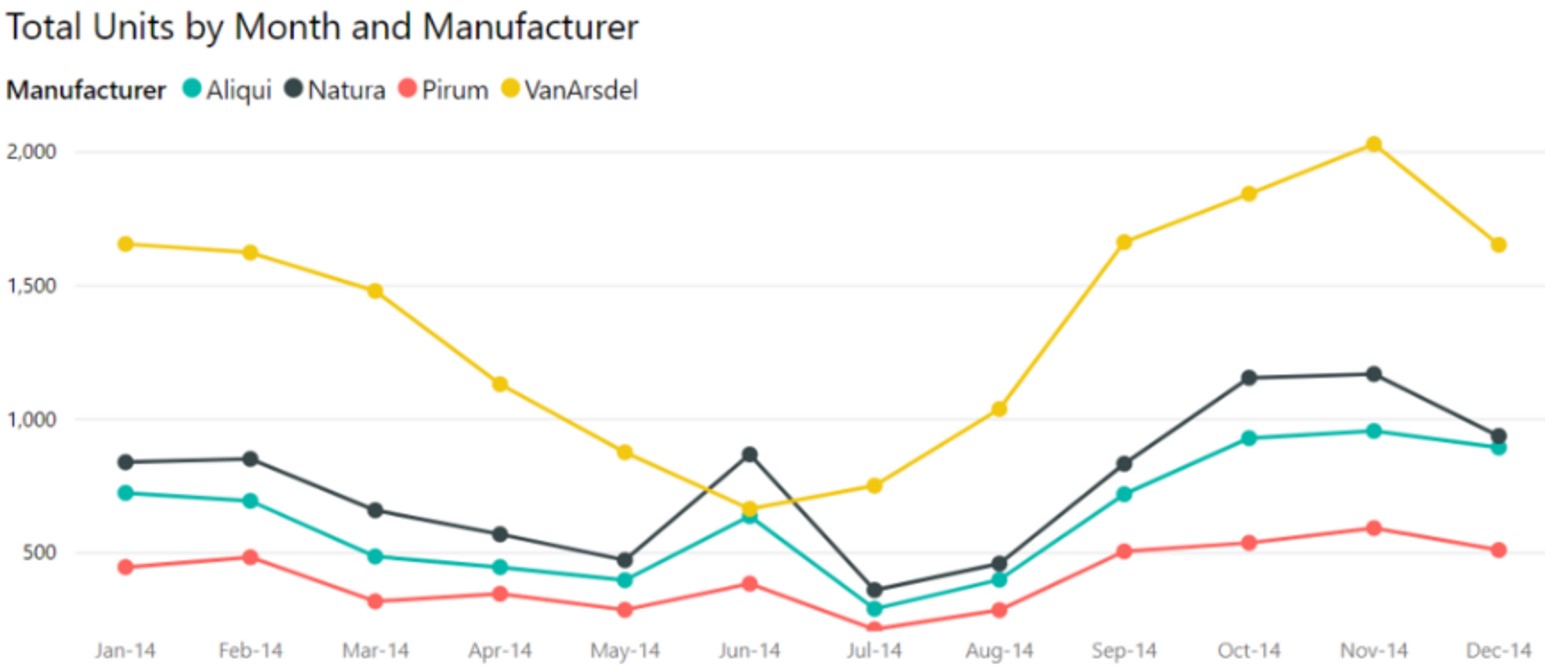 Total Units by Month and Manufacturer
Manufacturer Aliqui Natura Pirum VanArsdel
2,000
1,500
1,000
500
Jan-14 Feb-14 Mar-14 Apr-14 May-14 Jun-14 Jul-14 Aug-14 Sep-14 Oct-14 Nov-14 Dec-14